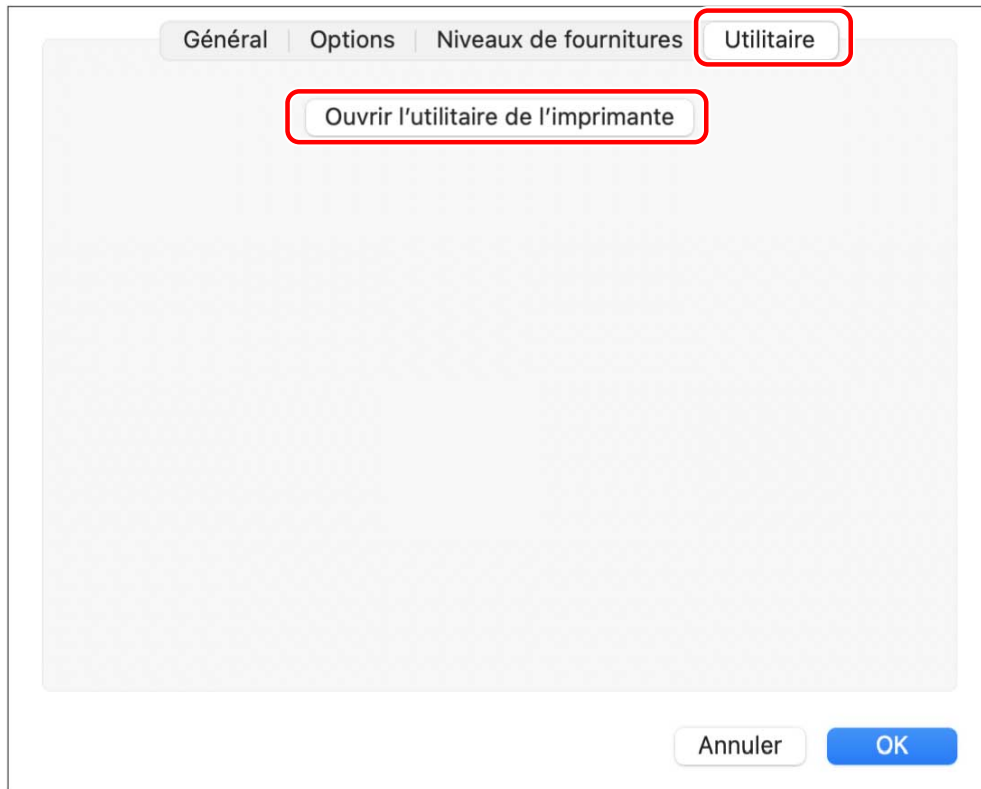 Général Options Niveaux de fournitures Utilitaire
Ouvrir l’utilitaire de l’imprimante
Annuler OK